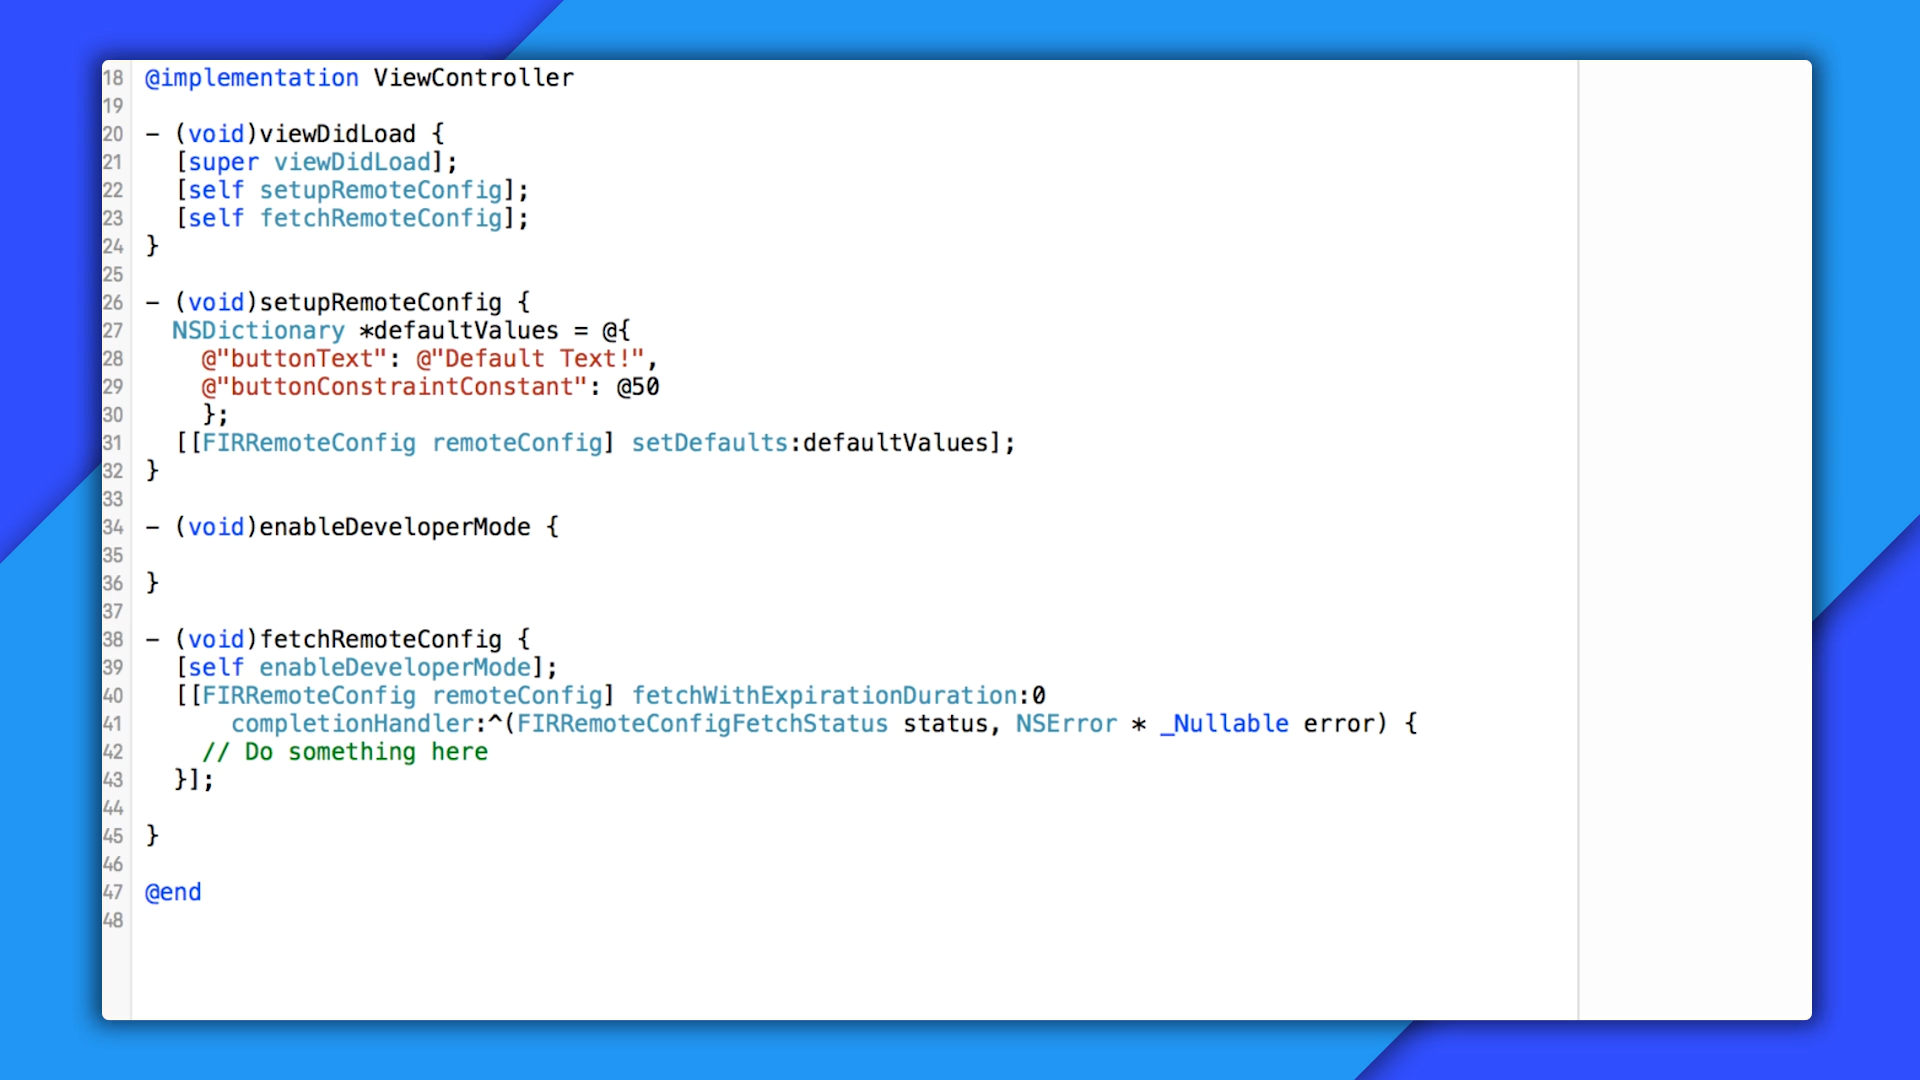 18 @implementation ViewController
19
20 - (void)viewDidLoad {
21 [super viewDidLoad];
22 [self setupRemoteConfig];
23 [self fetchRemoteConfig];
24 }
25
26 - (void)setupRemoteConfig {
27 NSDictionary *defaultValues = @{
28 @"buttonText": @"Default Text!",
29 @"buttonConstraintConstant": @50
30 };
31 [[FIRRemoteConfig remoteConfig] setDefaults:defaultValues];
32 }
33
34 - (void)enableDeveloperMode {
35
36 }
37
38 - (void)fetchRemoteConfig {
39 [self enableDeveloperMode];
40 [[FIRRemoteConfig remoteConfig] fetchWithExpirationDuration:0
41 completionHandler:^(FIRRemoteConfigFetchStatus status, NSError * _Nullable error) {
42 // Do something here
43 }];
44
45 }
46
47 @end
48